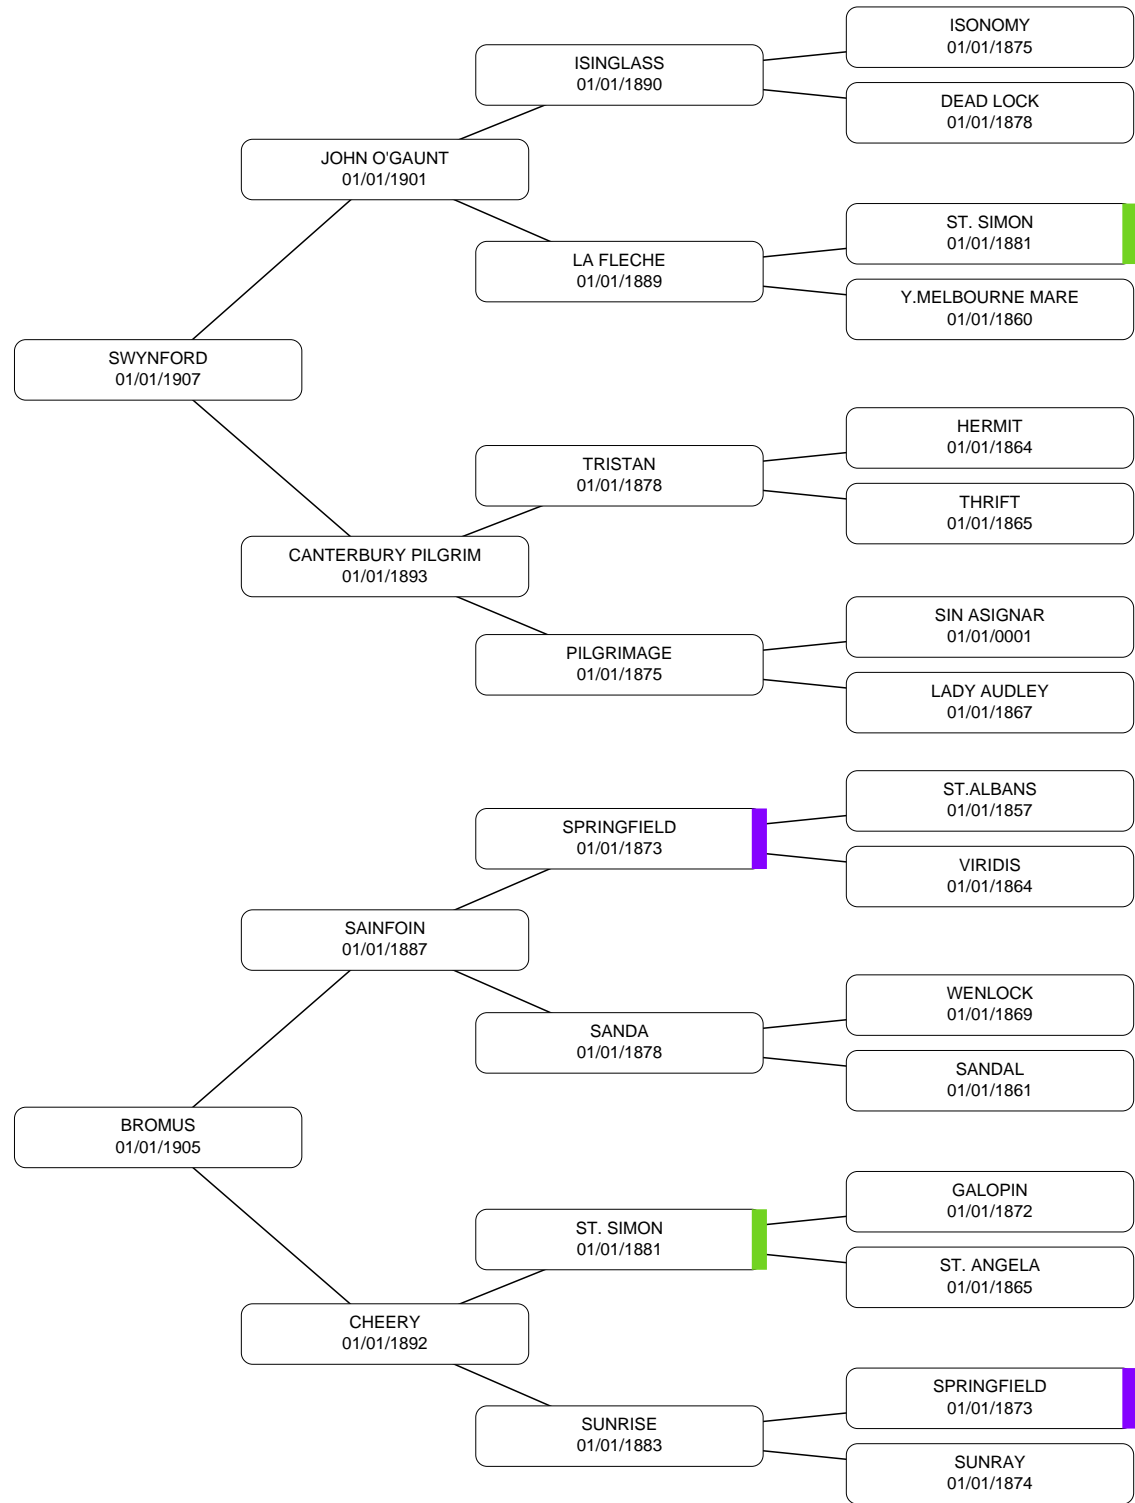 ISONOMY
01/01/1875
ISINGLASS
01/01/1890
DEAD LOCK
01/01/1878
JOHN O'GAUNT
01/01/1901
ST. SIMON
01/01/1881
LA FLECHE
01/01/1889
Y.MELBOURNE MARE
01/01/1860
SWYNFORD
01/01/1907
HERMIT
01/01/1864
TRISTAN
01/01/1878
THRIFT
01/01/1865
CANTERBURY PILGRIM
01/01/1893
SIN ASIGNAR
01/01/0001
PILGRIMAGE
01/01/1875
LADY AUDLEY
01/01/1867
ST.ALBANS
01/01/1857
SPRINGFIELD
01/01/1873
VIRIDIS
01/01/1864
SAINFOIN
01/01/1887
WENLOCK
01/01/1869
SANDA
01/01/1878
SANDAL
01/01/1861
BROMUS
01/01/1905
GALOPIN
01/01/1872
ST. SIMON
01/01/1881
ST. ANGELA
01/01/1865
CHEERY
01/01/1892
SPRINGFIELD
01/01/1873
SUNRISE
01/01/1883
SUNRAY
01/01/1874